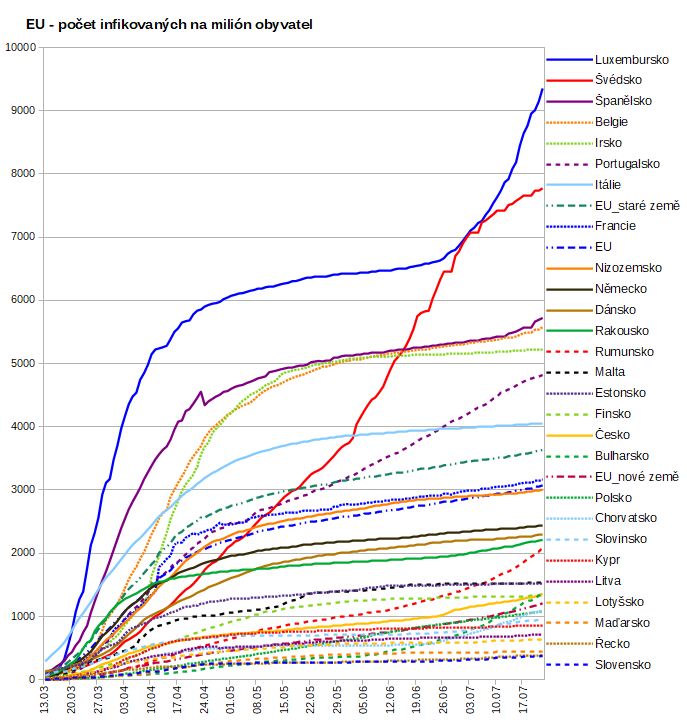 EU - počet infikovaných na milión obyvatel
10000
9000
8000
7000
6000
5000
4000
3000
2000
1000
0
13.03
20.03
27.03
03.04
10.04
17.04
24.04
01.05
08.05
15.05
22.05
29.05
05.06
12.06
19.06
26.06
03.07
10.07
17.07
Luxembursko
Švédsko
Španělsko
Belgie
Irsko
Portugalsko
Itálie
EU_staré země
Francie
EU
Nizozemsko
Německo
Dánsko
Rakousko
Rumunsko
Malta
Estonsko
Finsko
Česko
Bulharsko
EU_nové země
Polsko
Chorvatsko
Slovinsko
Kypr
Litva
Lotyšsko
Maďarsko
Řecko
Slovensko